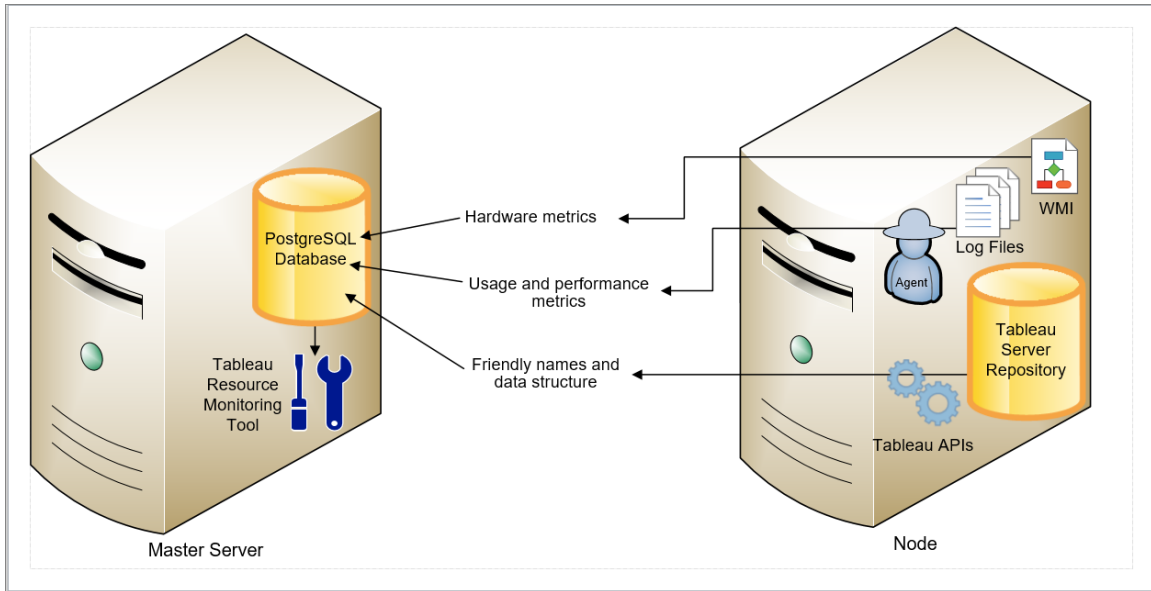 PostgreSQL
Database
Tableau
Resource
Monitoring
Tool
Master Server
Hardware metrics
Usage and performance
metrics
Friendly names and
data structure
WMI
Log Files
Agent
Tableau
Server
Repository
Tableau APIs
Node